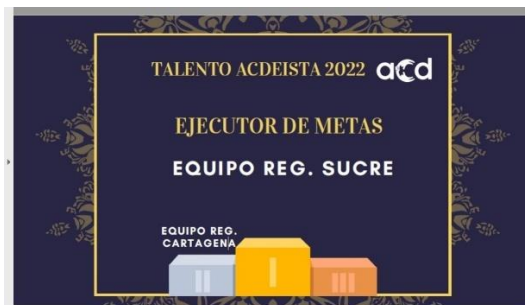 TALENTO ACDEISTA 2022 acd
EJECUTOR DE METAS
EQUIPO REG. SUCRE
EQUIPO REG.
CARTAGENA
II I III